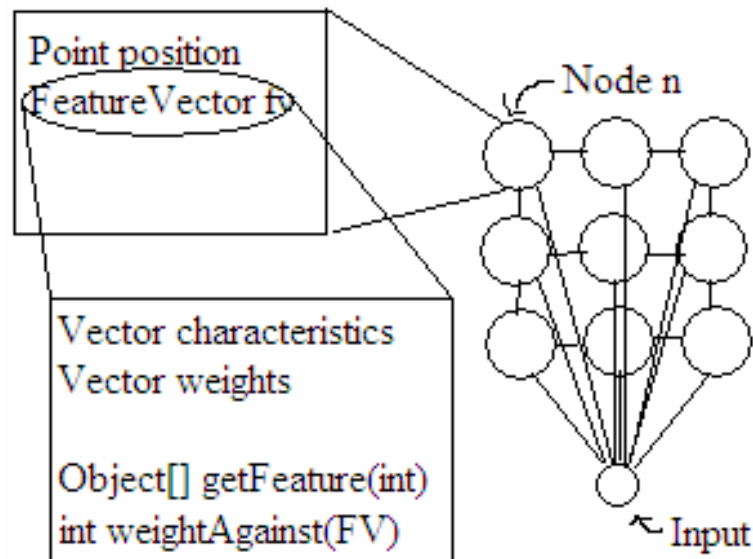 Point position
FeatureVector fv
Node n
Vector characteristics
Vector weights
Object[] getFeature(int)
int weightAgainst(FV)
Input